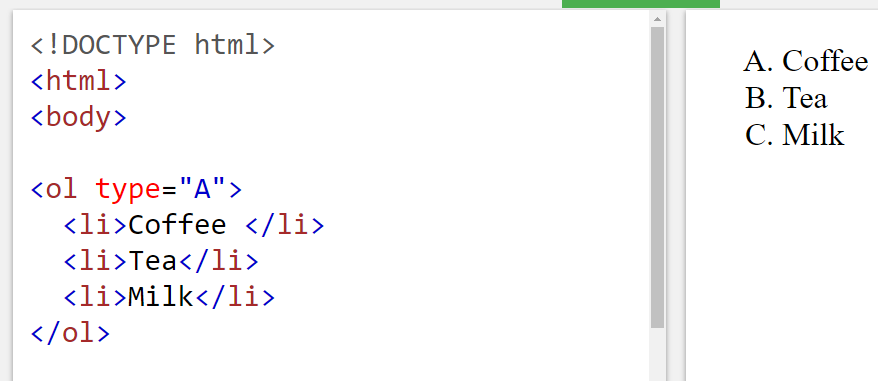 <!DOCTYPE html>
<html>
<body>
<ol type="A">
<li>Coffee </li>
<li>Tea</li>
<li>Milk</li>
</ol>
A. Coffee
B. Tea
C. Milk